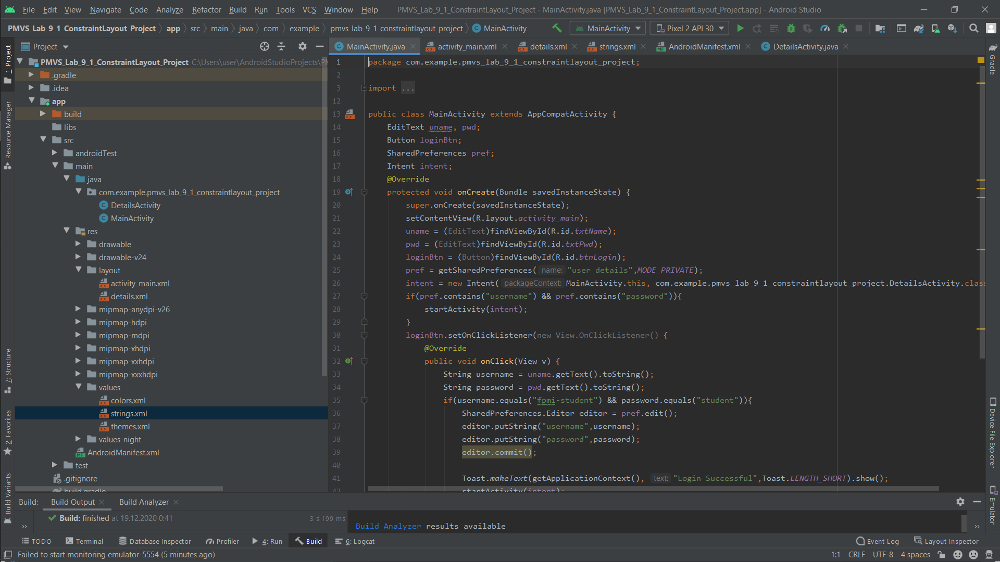 File Edit View Navigate Code Analyze Refactor Build Run Tools VCS Window Help PMVS_Lab_9_1_ConstraintLayout_Project - MainActivity.java [PMVS_Lab_9_1_ConstraintLayout_Project.app] - Android Studio
PMVS_Lab_9_1_ConstraintLayout_Project app src main java com example pmvs_lab_9_1_constraintlayout_project MainActivity MainActivity Pixel 2 API 30
Project
MainActivity.java activity_main.xml details.xml strings.xml AndroidManifest.xml DetailsActivity.java
1: Project
Resource Manager
7: Structure
2: Favorites
Build Variants
PMVS_Lab_9_1_ConstraintLayout_Project C:\Users\user\AndroidStudioProjects\
.gradle
.idea
app
build
libs
src
androidTest
main
java
com.example.pmvs_lab_9_1_constraintlayout_project
DetailsActivity
MainActivity
res
drawable
drawable-v24
layout
activity_main.xml
details.xml
mipmap-anydpi-v26
mipmap-hdpi
mipmap-mdpi
mipmap-xhdpi
mipmap-xxhdpi
mipmap-xxxhdpi
values
colors.xml
strings.xml
themes.xml
values-night
AndroidManifest.xml
test
.gitignore
build.gradle
1 package com.example.pmvs_lab_9_1_constraintlayout_project;
2
3 import ...
12
13 public class MainActivity extends AppCompatActivity {
14 EditText uname, pwd;
15 Button loginBtn;
16 SharedPreferences pref;
17 Intent intent;
18 @Override
19 protected void onCreate(Bundle savedInstanceState) {
20 super.onCreate(savedInstanceState);
21 setContentView(R.layout.activity_main);
22 uname = (EditText)findViewById(R.id.txtName);
23 pwd = (EditText)findViewById(R.id.txtPwd);
24 loginBtn = (Button)findViewById(R.id.btnLogin);
25 pref = getSharedPreferences( name: "user_details",MODE_PRIVATE);
26 intent = new Intent( packageContext: MainActivity.this, com.example.pmvs_lab_9_1_constraintlayout_project.DetailsActivity.class
27 if(pref.contains("username") && pref.contains("password")){
28 startActivity(intent);
29 }
30 loginBtn.setOnClickListener(new View.OnClickListener() {
31 @Override
32 public void onClick(View v) {
33 String username = uname.getText().toString();
34 String password = pwd.getText().toString();
35 if(username.equals("fpmi-student") && password.equals("student")){
36 SharedPreferences.Editor editor = pref.edit();
37 editor.putString("username",username);
38 editor.putString("password",password);
39 editor.commit();
40
41 Toast.makeText(getApplicationContext(), text: "Login Successful",Toast.LENGTH_SHORT).show();
42 startActivity(intent);
Gradle
Device File Explorer
Emulator
Build: Build Output Build Analyzer
Build: finished at 19.12.2020 0:41 3 s 199 ms
Build Analyzer results available
TODO Terminal Database Inspector Profiler 4: Run Build 6: Logcat Event Log Layout Inspector
Failed to start monitoring emulator-5554 (5 minutes ago) 1:1 CRLF UTF-8 4 spaces